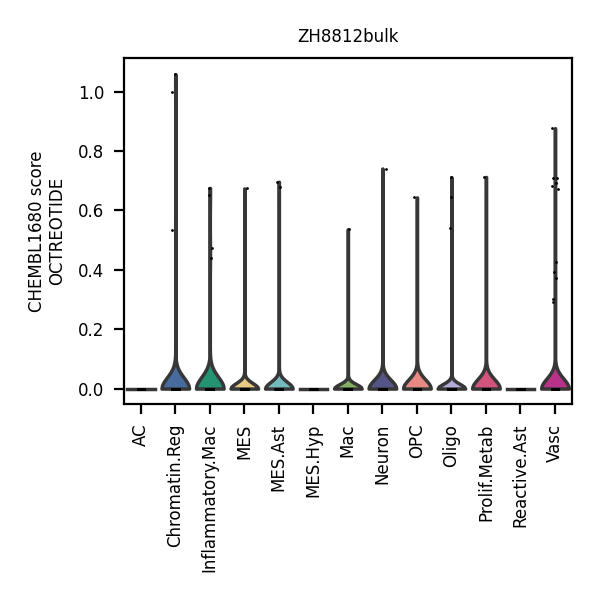 ZH8812bulk
CHEMBL1680 score
OCTREOTIDE
1.0
0.8
0.6
0.4
0.2
0.0
AC
Chromatin.Reg
Inflammatory.Mac
MES
MES.Ast
MES.Hyp
Mac
Neuron
OPC
Oligo
Prolif.Metab
Reactive.Ast
Vasc